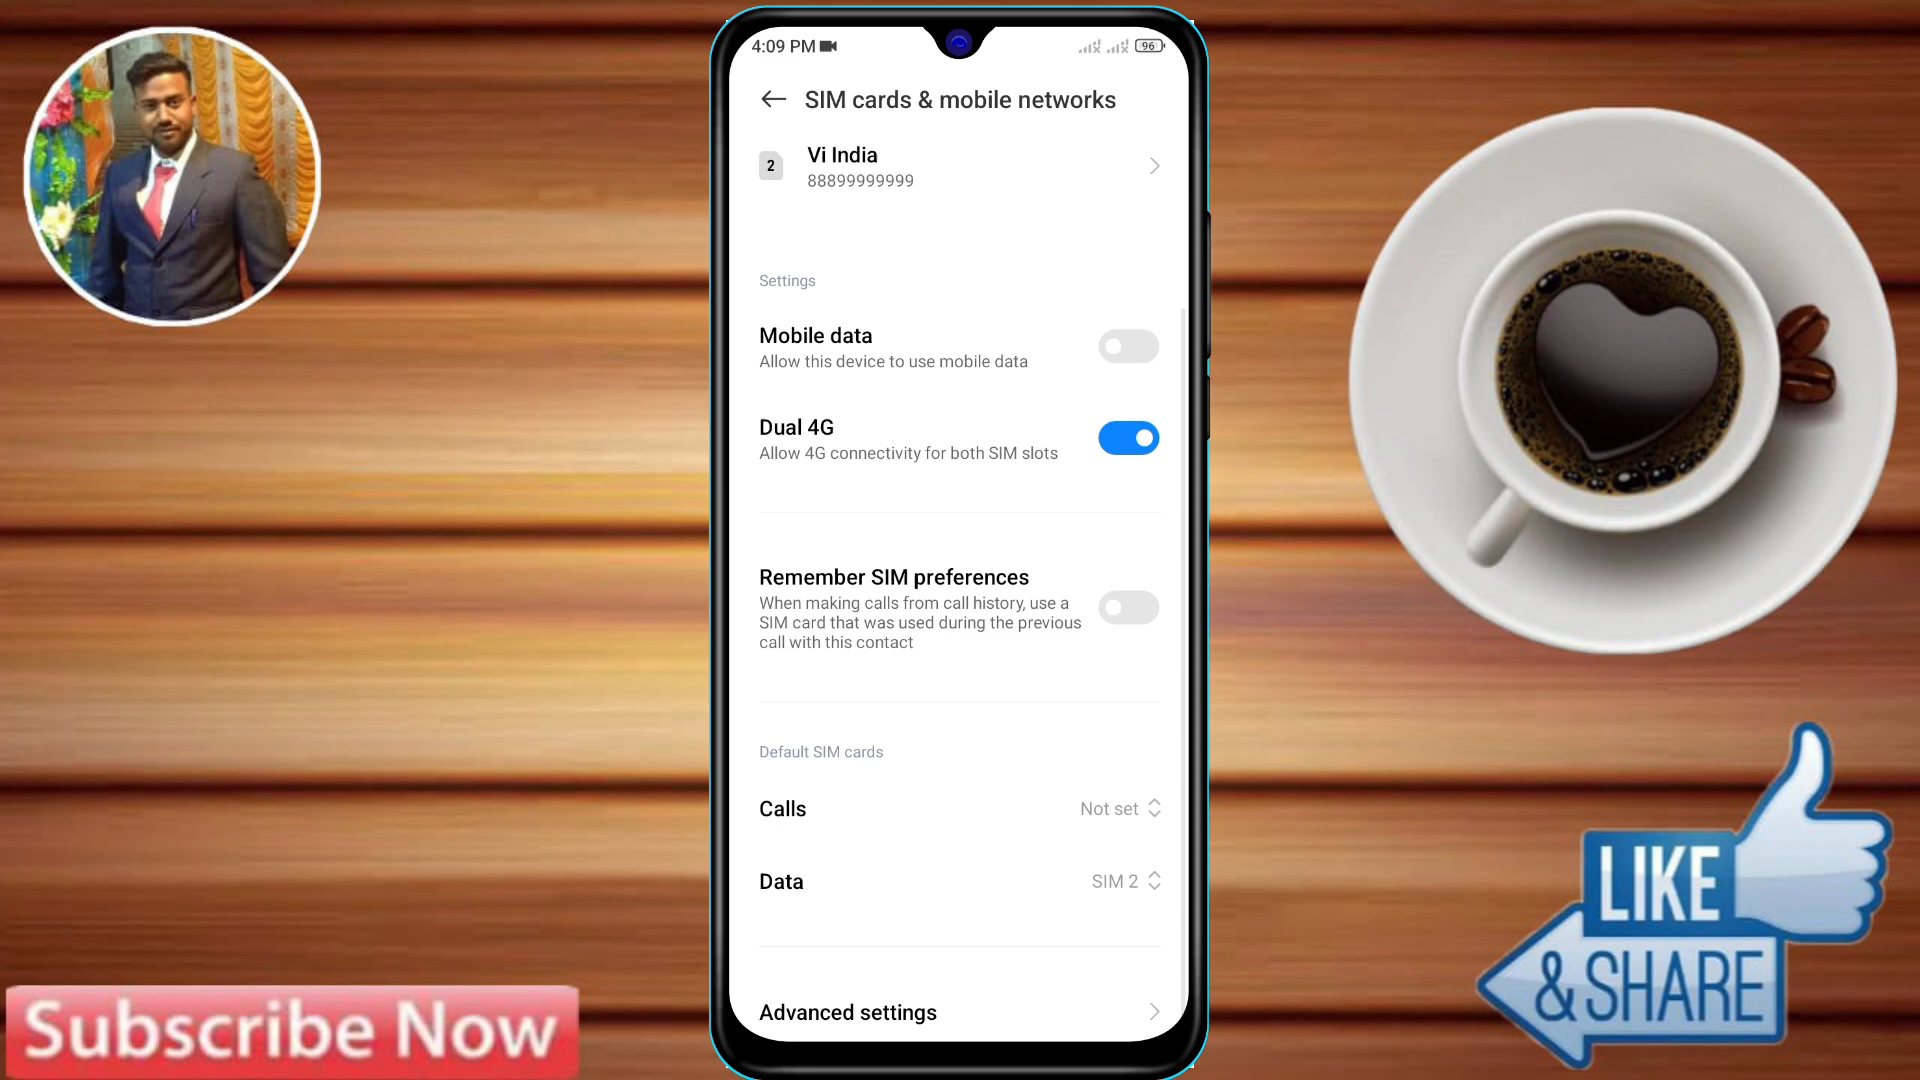 4:09 PM
96
SIM cards & mobile networks
2
Vi India
88899999999
Settings
Mobile data
Allow this device to use mobile data
Dual 4G
Allow 4G connectivity for both SIM slots
Remember SIM preferences
When making calls from call history, use a
SIM card that was used during the previous
call with this contact
Default SIM cards
Calls
Not set
Data
SIM 2
Advanced settings
Subscribe Now
LIKE
& SHARE